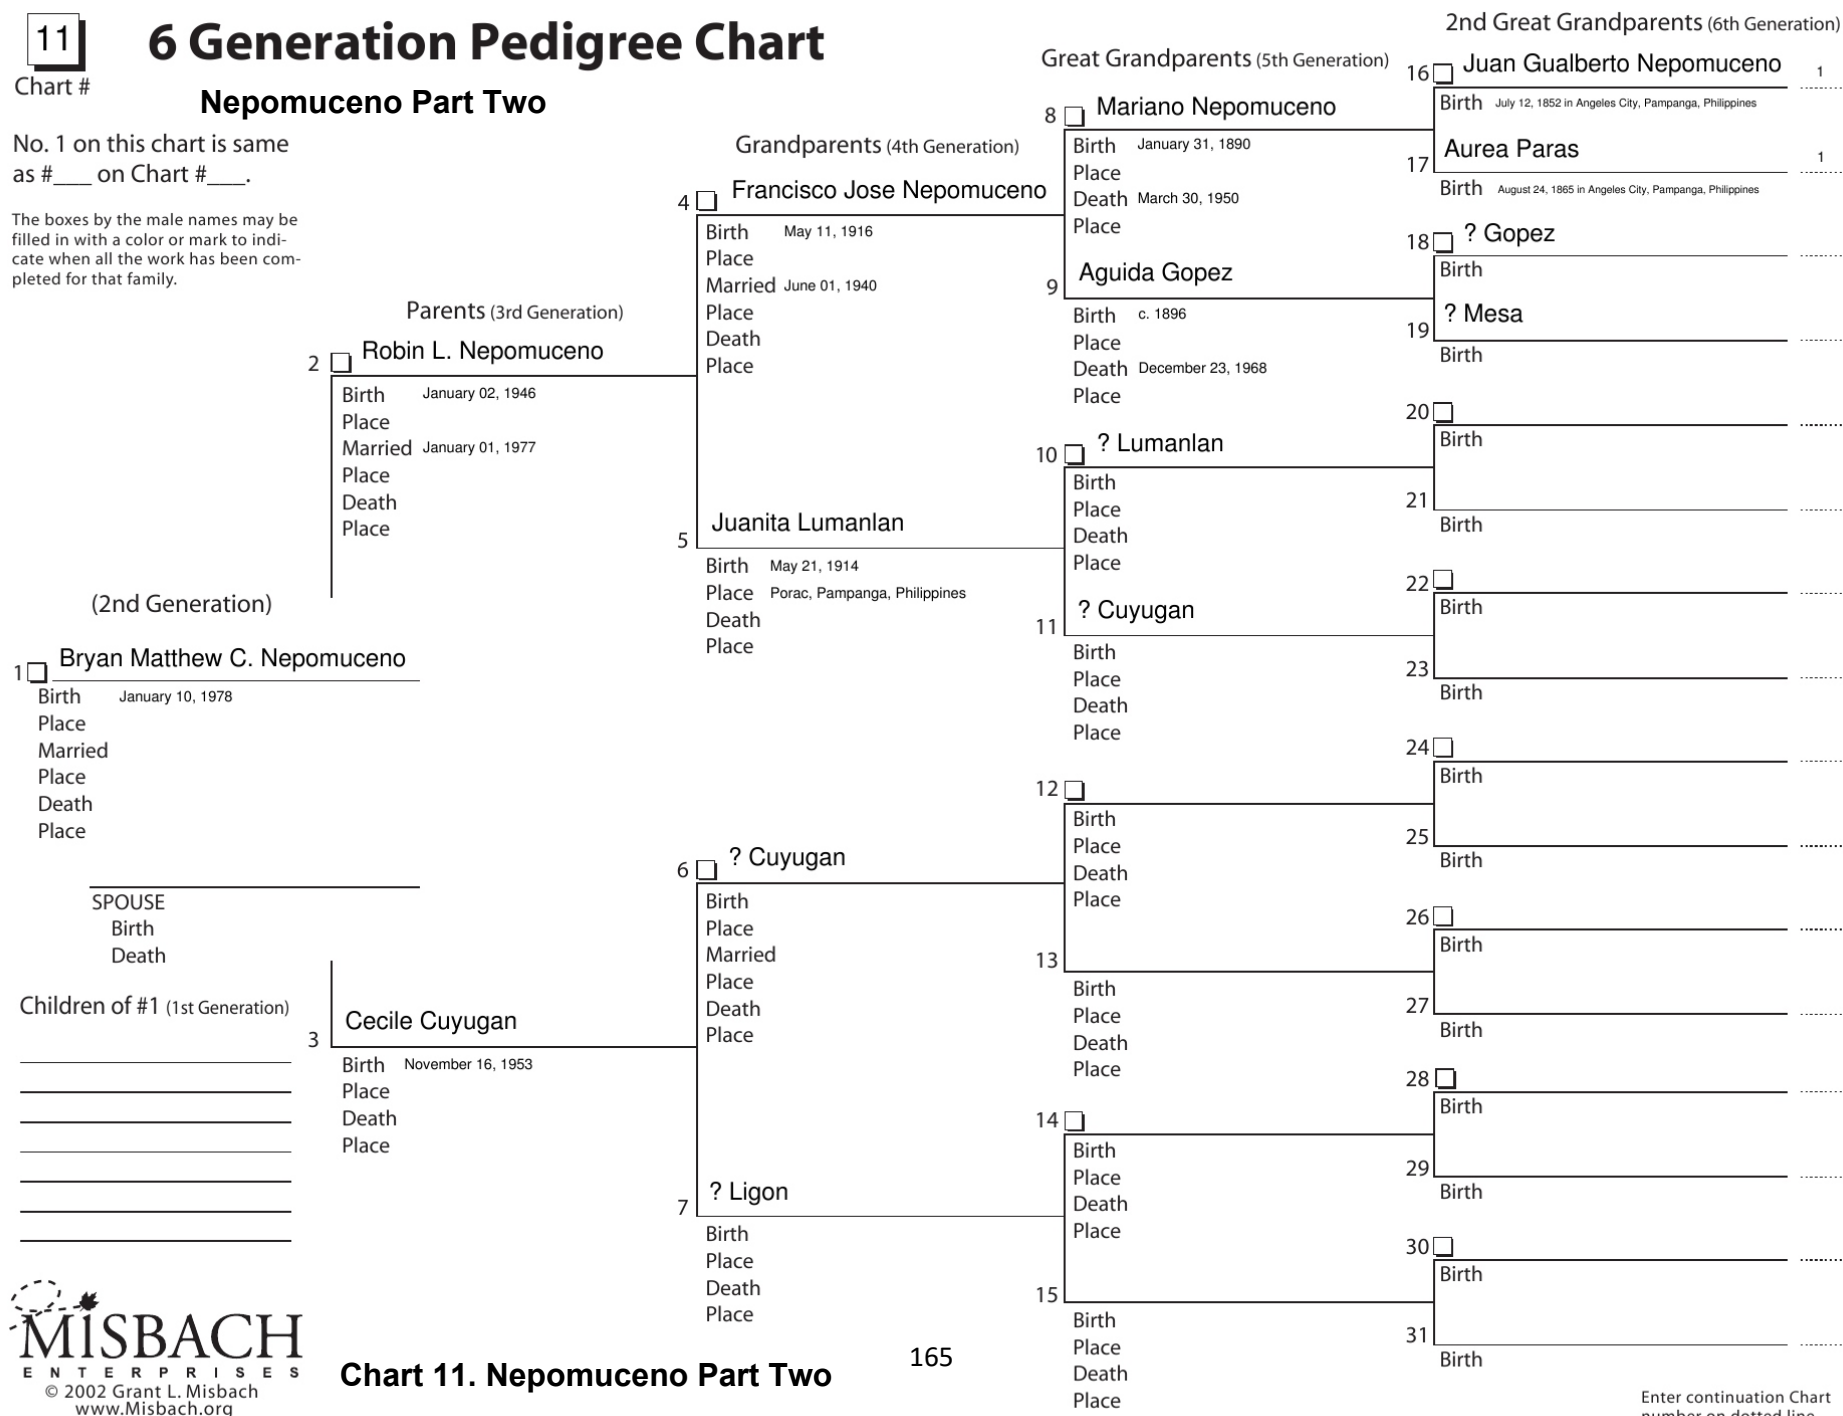 11
Chart #
6 Generation Pedigree Chart
Nepomuceno Part Two
No. 1 on this chart is same
as #___ on Chart #___.
The boxes by the male names may be
filled in with a color or mark to indi-
cate when all the work has been com-
pleted for that family.
(2nd Generation)
1 Bryan Matthew C. Nepomuceno
Birth January 10, 1978
Place
Married
Place
Death
Place
SPOUSE
Birth
Death
Children of #1 (1st Generation)
Parents (3rd Generation)
2 Robin L. Nepomuceno
Birth January 02, 1946
Place
Married January 01, 1977
Place
Death
Place
3 Cecile Cuyugan
Birth November 16, 1953
Place
Death
Place
Grandparents (4th Generation)
4 Francisco Jose Nepomuceno
Birth May 11, 1916
Place
Married June 01, 1940
Place
Death
Place
5 Juanita Lumanlan
Birth May 21, 1914
Place Porac, Pampanga, Philippines
Death
Place
6 ? Cuyugan
Birth
Place
Married
Place
Death
Place
7 ? Ligon
Birth
Place
Death
Place
Great Grandparents (5th Generation)
8 Mariano Nepomuceno
Birth January 31, 1890
Place
Death March 30, 1950
Place
9 Aguida Gopez
Birth c. 1896
Place
Death December 23, 1968
Place
10 ? Lumanlan
Birth
Place
Death
Place
11 ? Cuyugan
Birth
Place
Death
Place
12
Birth
Place
Death
Place
13
Birth
Place
Death
Place
14
Birth
Place
Death
Place
15
Birth
Place
Death
Place
2nd Great Grandparents (6th Generation)
16 Juan Gualberto Nepomuceno 1
Birth July 12, 1852 in Angeles City, Pampanga, Philippines
17 Aurea Paras 1
Birth August 24, 1865 in Angeles City, Pampanga, Philippines
18 ? Gopez
Birth
19 ? Mesa
Birth
20
Birth
21
Birth
22
Birth
23
Birth
24
Birth
25
Birth
26
Birth
27
Birth
28
Birth
29
Birth
30
Birth
31
Birth
MISBACH
ENTERPRISES
© 2002 Grant L. Misbach
www.Misbach.org
Chart 11. Nepomuceno Part Two
165
Enter continuation Chart
number on dotted line